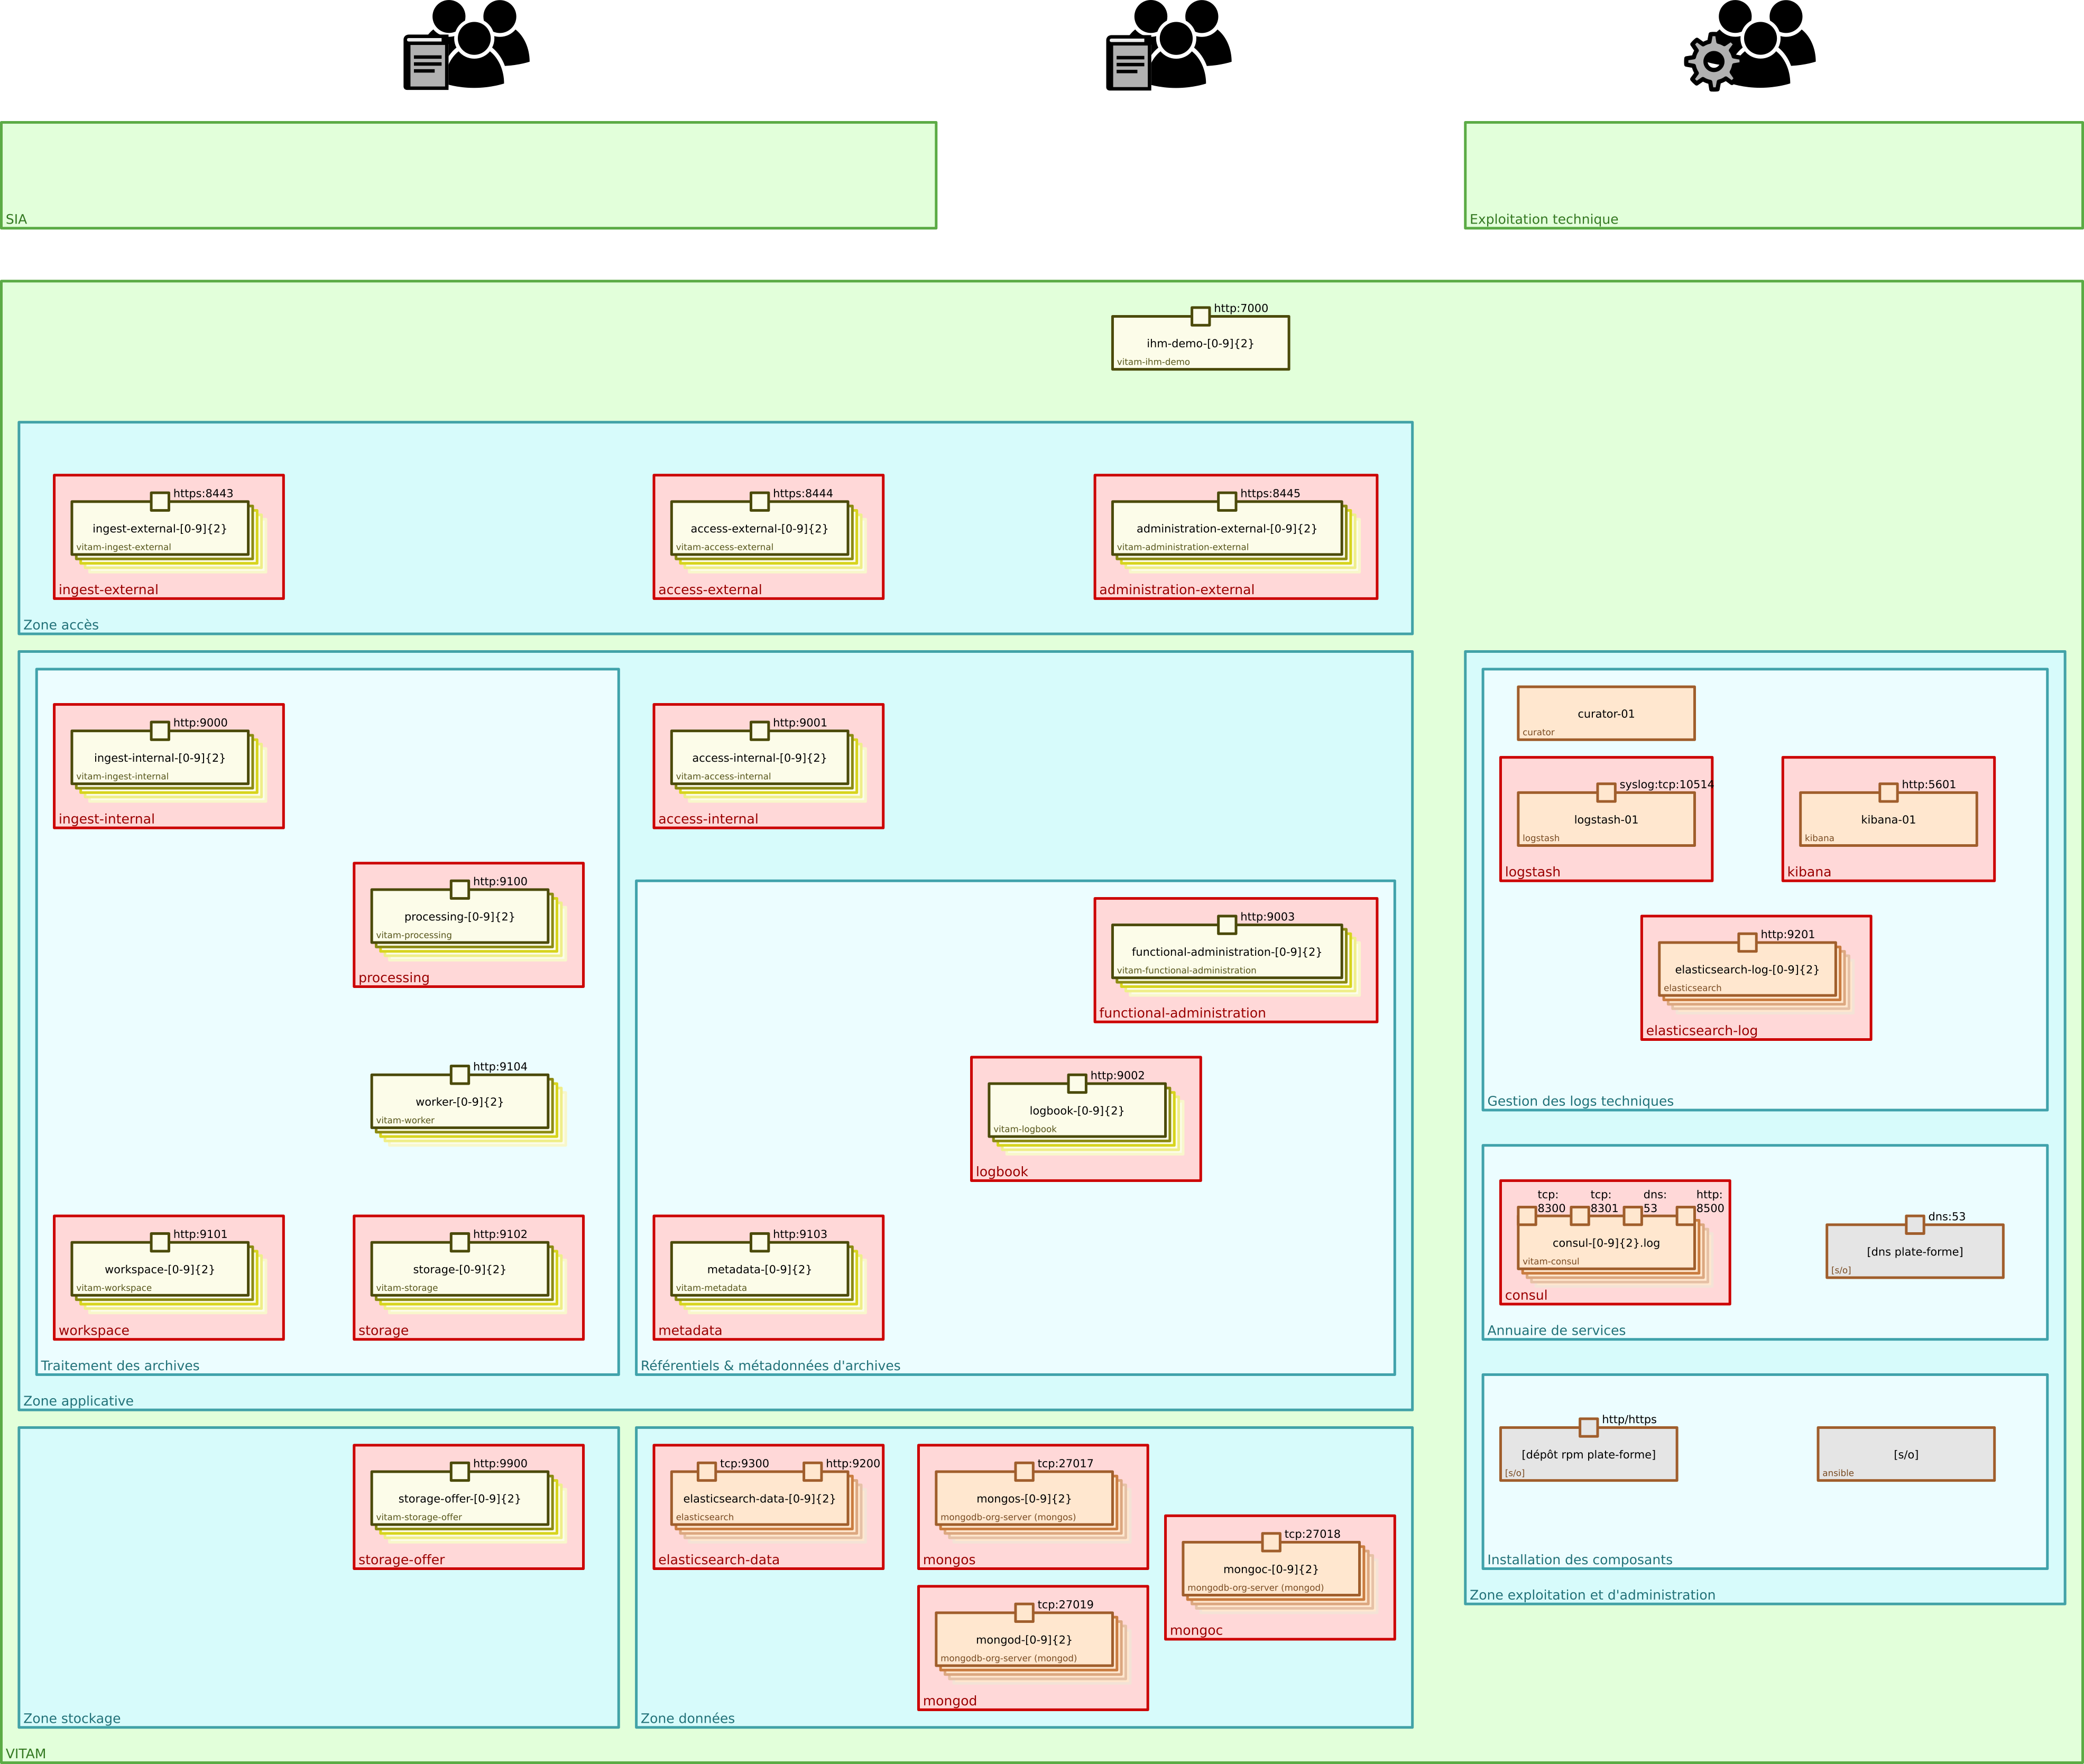 SIA
Exploitation technique
http:7000
ihm-demo-[0-9]{2}
vitam-ihm-demo
https:8443
ingest-external-[0-9]{2}
vitam-ingest-external
ingest-external
https:8444
access-external-[0-9]{2}
vitam-access-external
access-external
https:8445
administration-external-[0-9]{2}
vitam-administration-external
administration-external
Zone accès
http:9000
ingest-internal-[0-9]{2}
vitam-ingest-internal
ingest-internal
http:9100
processing-[0-9]{2}
vitam-processing
processing
http:9104
worker-[0-9]{2}
vitam-worker
http:9101
workspace-[0-9]{2}
vitam-workspace
workspace
http:9102
storage-[0-9]{2}
vitam-storage
storage
Traitement des archives
http:9001
access-internal-[0-9]{2}
vitam-access-internal
access-internal
http:9003
functional-administration-[0-9]{2}
vitam-functional-administration
functional-administration
http:9002
logbook-[0-9]{2}
vitam-logbook
logbook
http:9103
metadata-[0-9]{2}
vitam-metadata
metadata
Référentiels & métadonnées d'archives
Zone applicative
http:9900
storage-offer-[0-9]{2}
vitam-storage-offer
storage-offer
Zone stockage
tcp:9300
http:9200
elasticsearch-data-[0-9]{2}
elasticsearch
elasticsearch-data
tcp:27017
mongos-[0-9]{2}
mongodb-org-server (mongos)
mongos
tcp:27018
mongoc-[0-9]{2}
mongodb-org-server (mongod)
mongoc
tcp:27019
mongod-[0-9]{2}
mongodb-org-server (mongod)
mongod
Zone données
curator-01
curator
syslog:tcp:10514
logstash-01
logstash
logstash
http:5601
kibana-01
kibana
kibana
http:9201
elasticsearch-log-[0-9]{2}
elasticsearch
elasticsearch-log
Gestion des logs techniques
tcp:
8300
tcp:
8301
dns:
53
http:
8500
consul-[0-9]{2}.log
vitam-consul
consul
dns:53
[dns plate-forme]
[s/o]
Annuaire de services
http/https
[dépôt rpm plate-forme]
[s/o]
[s/o]
ansible
Installation des composants
Zone exploitation et d'administration
VITAM